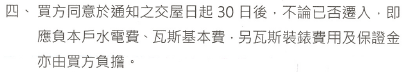 四、買方同意於通知之交屋日起 30 日後，不論已否遷入，即
應負本戶水電費、瓦斯基本費，另瓦斯裝錶費用及保證金
亦由買方負擔。